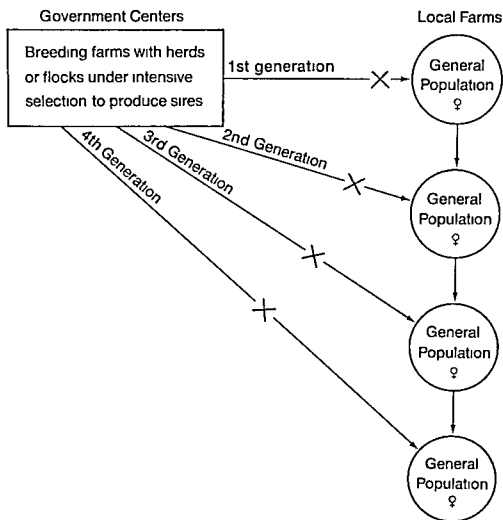 Government Centers
Local Farms
Breeding farms with herds
or flocks under intensive
selection to produce sires
1st generation
General
Population
♀
2nd Generation
General
Population
♀
3rd Generation
General
Population
♀
4th Generation
General
Population
♀